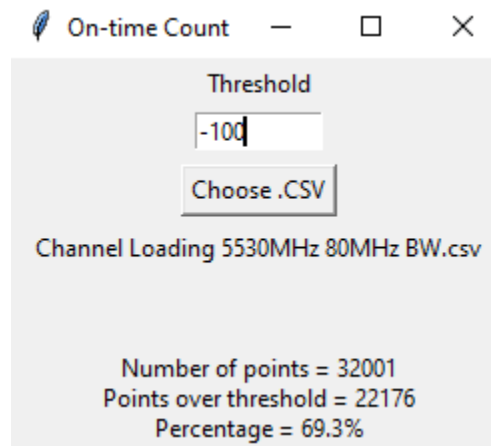 On-time Count
Threshold
-100
Choose .CSV
Channel Loading 5530MHz 80MHz BW.csv
Number of points = 32001
Points over threshold = 22176
Percentage = 69.3%